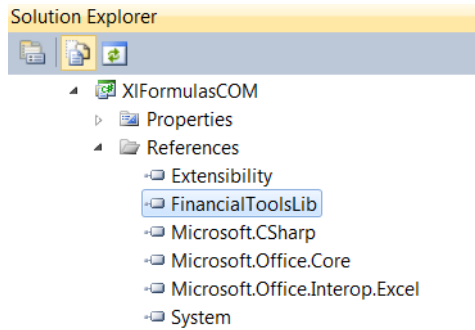 Solution Explorer
XlFormulasCOM
Properties
References
Extensibility
FinancialToolsLib
Microsoft.CSharp
Microsoft.Office.Core
Microsoft.Office.Interop.Excel
System